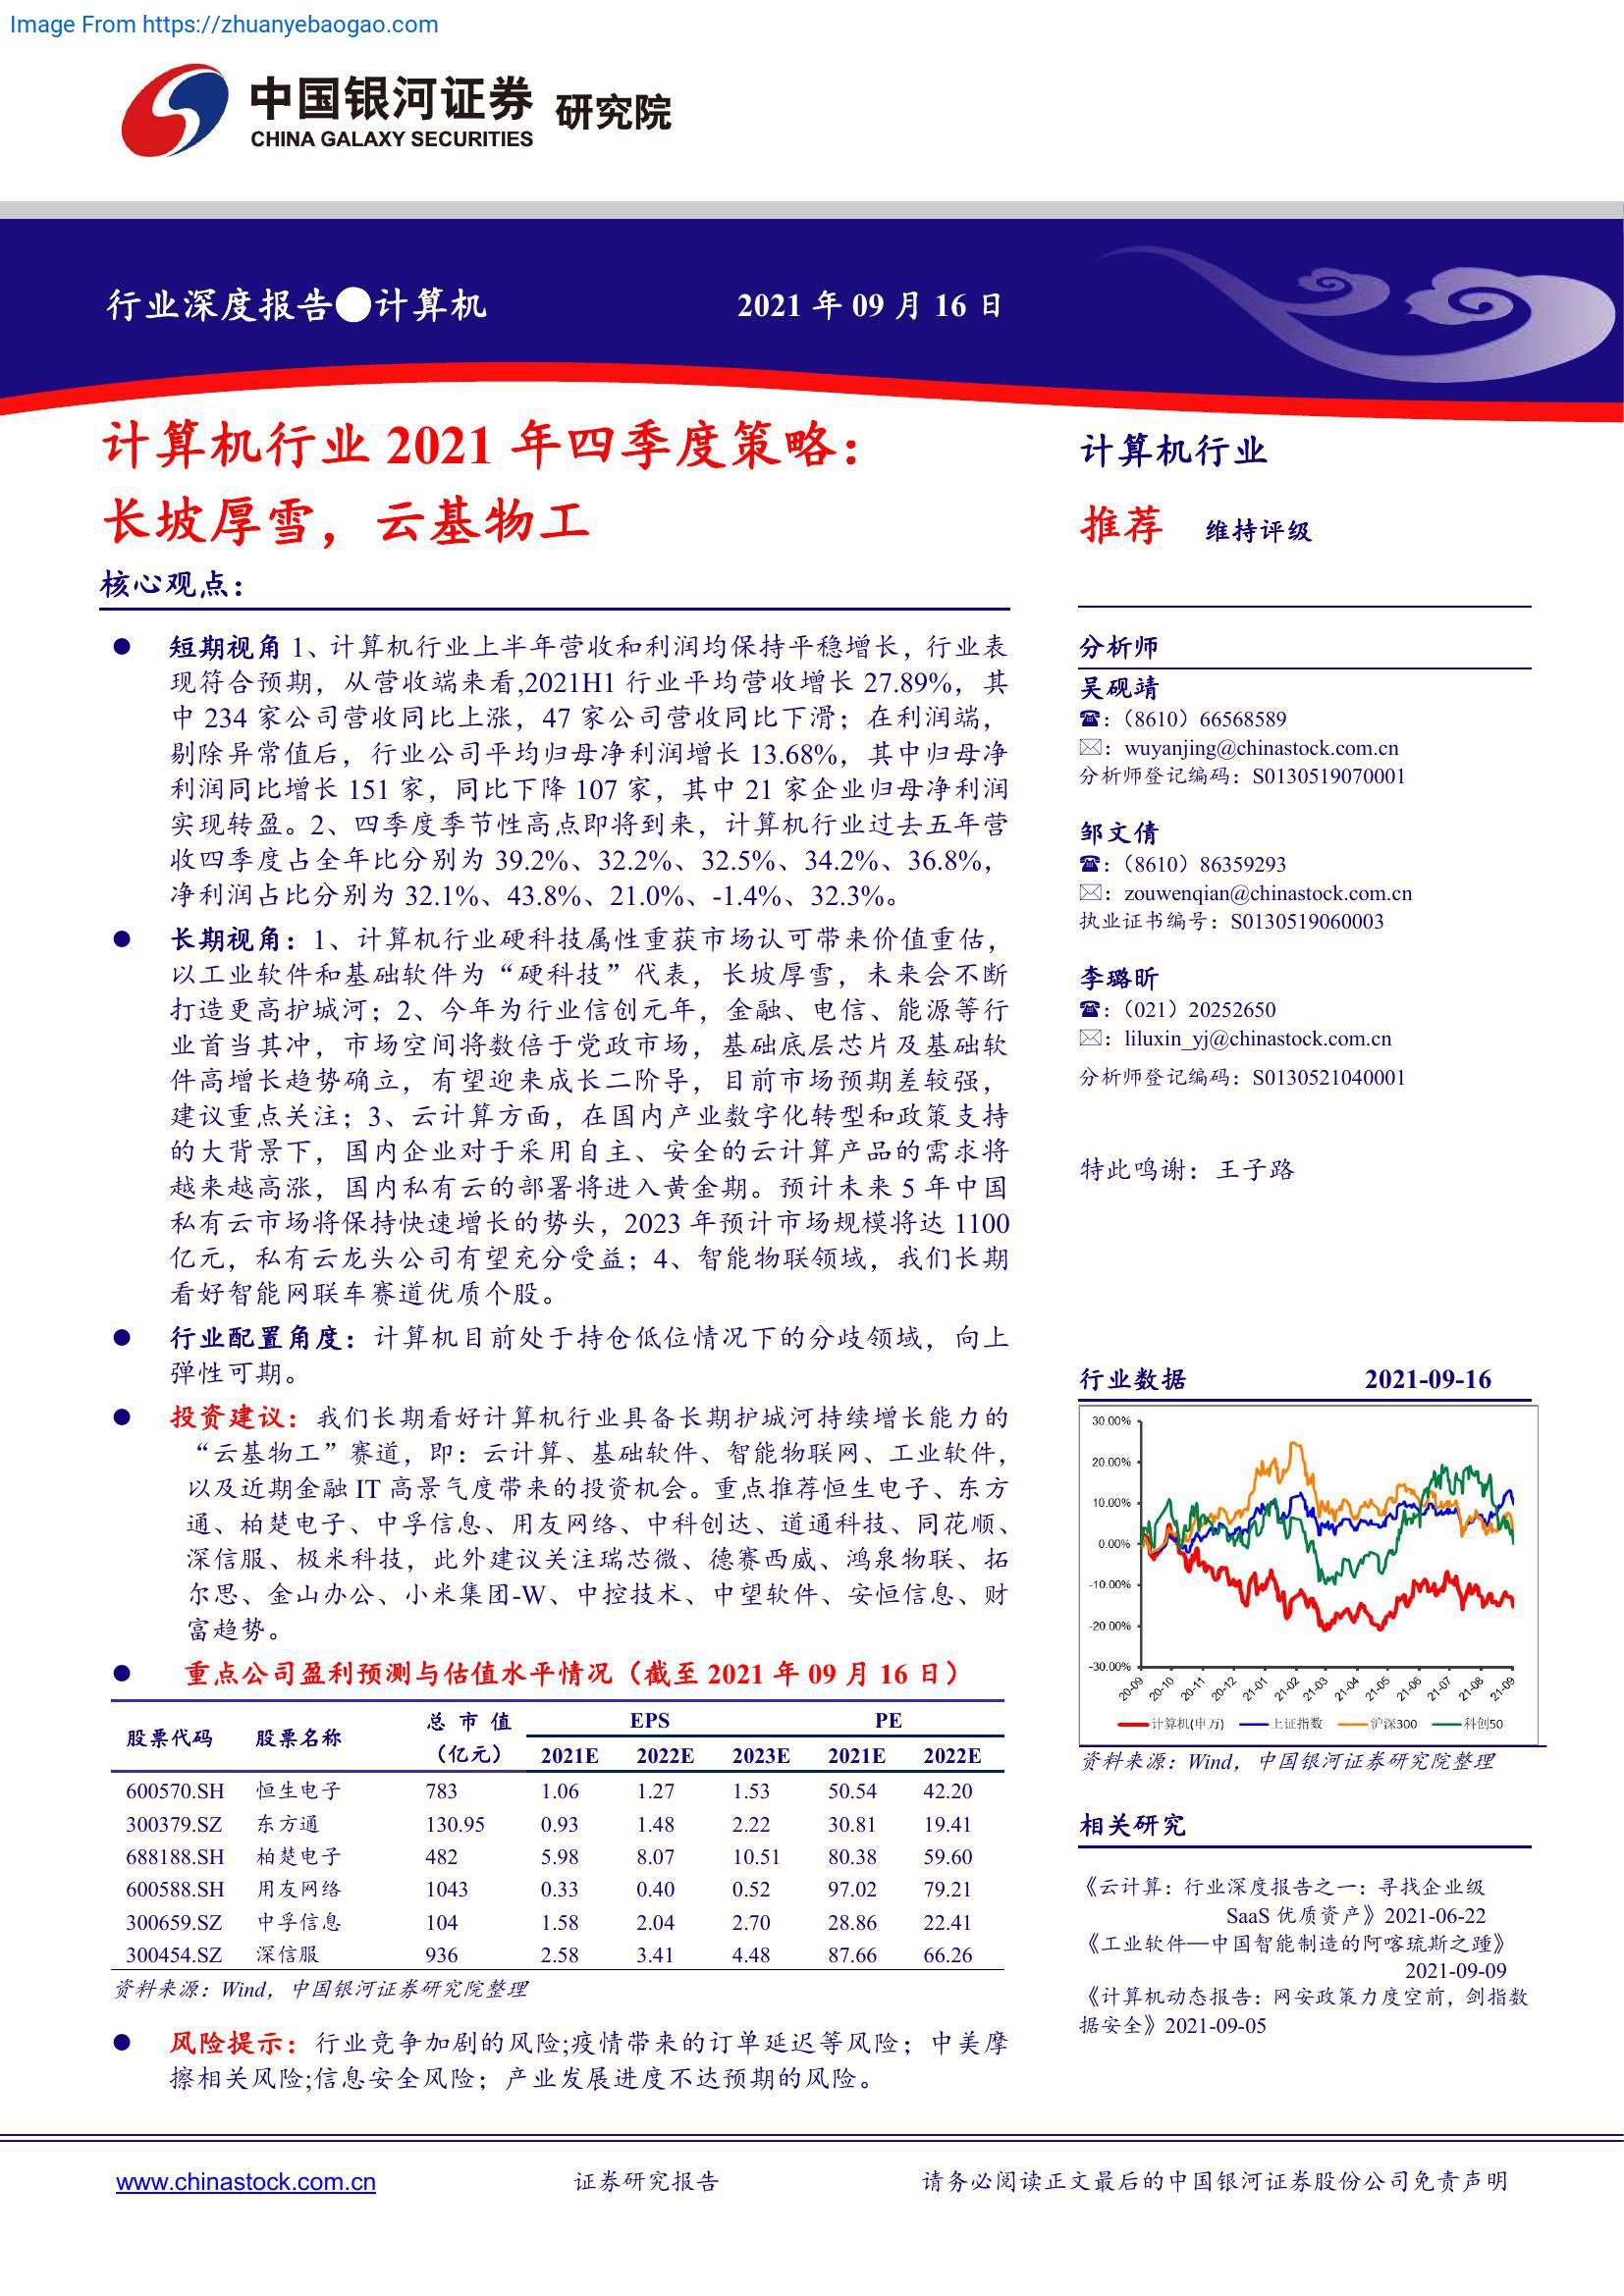 Image From https://zhuanyebaogao.com
中国银河证券 研究院
CHINA GALAXY SECURITIES
行业深度报告●计算机
2021 年 09 月 16 日
计算机行业 2021 年四季度策略：
长坡厚雪，云基物工
核心观点：
● 短期视角 1、计算机行业上半年营收和利润均保持平稳增长，行业表
现符合预期，从营收端来看,2021H1 行业平均营收增长 27.89%，其
中 234 家公司营收同比上涨，47 家公司营收同比下滑；在利润端，
剔除异常值后，行业公司平均归母净利润增长 13.68%，其中归母净
利润同比增长 151 家，同比下降 107 家，其中 21 家企业归母净利润
实现转盈。2、四季度季节性高点即将到来，计算机行业过去五年营
收四季度占全年比分别为 39.2%、32.2%、32.5%、34.2%、36.8%，
净利润占比分别为 32.1%、43.8%、21.0%、-1.4%、32.3%。
● 长期视角：1、计算机行业硬科技属性重获市场认可带来价值重估，
以工业软件和基础软件为“硬科技”代表，长坡厚雪，未来会不断
打造更高护城河；2、今年为行业信创元年，金融、电信、能源等行
业首当其冲，市场空间将数倍于党政市场，基础底层芯片及基础软
件高增长趋势确立，有望迎来成长二阶导，目前市场预期差较强，
建议重点关注；3、云计算方面，在国内产业数字化转型和政策支持
的大背景下，国内企业对于采用自主、安全的云计算产品的需求将
越来越高涨，国内私有云的部署将进入黄金期。预计未来 5 年中国
私有云市场将保持快速增长的势头，2023 年预计市场规模将达 1100
亿元，私有云龙头公司有望充分受益；4、智能物联领域，我们长期
看好智能网联车赛道优质个股。
● 行业配置角度：计算机目前处于持仓低位情况下的分歧领域，向上
弹性可期。
● 投资建议：我们长期看好计算机行业具备长期护城河持续增长能力的
“云基物工”赛道，即：云计算、基础软件、智能物联网、工业软件，
以及近期金融 IT 高景气度带来的投资机会。重点推荐恒生电子、东方
通、柏楚电子、中孚信息、用友网络、中科创达、道通科技、同花顺、
深信服、极米科技，此外建议关注瑞芯微、德赛西威、鸿泉物联、拓
尔思、金山办公、小米集团-W、中控技术、中望软件、安恒信息、财
富趋势。
● 重点公司盈利预测与估值水平情况（截至 2021 年 09 月 16 日）
股票代码 股票名称 总市值（亿元） EPS PE
2021E 2022E 2023E 2021E 2022E
600570.SH 恒生电子 783 1.06 1.27 1.53 50.54 42.20
300379.SZ 东方通 130.95 0.93 1.48 2.22 30.81 19.41
688188.SH 柏楚电子 482 5.98 8.07 10.51 80.38 59.60
600588.SH 用友网络 1043 0.33 0.40 0.52 97.02 79.21
300659.SZ 中孚信息 104 1.58 2.04 2.70 28.86 22.41
300454.SZ 深信服 936 2.58 3.41 4.48 87.66 66.26
资料来源：Wind，中国银河证券研究院整理
● 风险提示：行业竞争加剧的风险;疫情带来的订单延迟等风险；中美摩
擦相关风险;信息安全风险；产业发展进度不达预期的风险。
计算机行业
推荐 维持评级
分析师
吴砚靖
☎：（8610）66568589
✉：wuyanjing@chinastock.com.cn
分析师登记编码：S0130519070001
邹文倩
☎：（8610）86359293
✉：zouwenqian@chinastock.com.cn
执业证书编号：S0130519060003
李璐昕
☎：（021）20252650
✉：liluxin_yj@chinastock.com.cn
分析师登记编码：S0130521040001
特此鸣谢：王子路
行业数据 2021-09-16
30.00%
20.00%
10.00%
0.00%
-10.00%
-20.00%
-30.00%
20-09 20-10 20-11 20-12 21-01 21-02 21-03 21-04 21-05 21-06 21-07 21-08 21-09
计算机(申万) 上证指数 沪深300 科创50
资料来源：Wind，中国银河证券研究院整理
相关研究
《云计算：行业深度报告之一：寻找企业级
SaaS 优质资产》2021-06-22
《工业软件—中国智能制造的阿喀琉斯之踵》
2021-09-09
《计算机动态报告：网安政策力度空前，剑指数
据安全》2021-09-05
www.chinastock.com.cn 证券研究报告 请务必阅读正文最后的中国银河证券股份公司免责声明